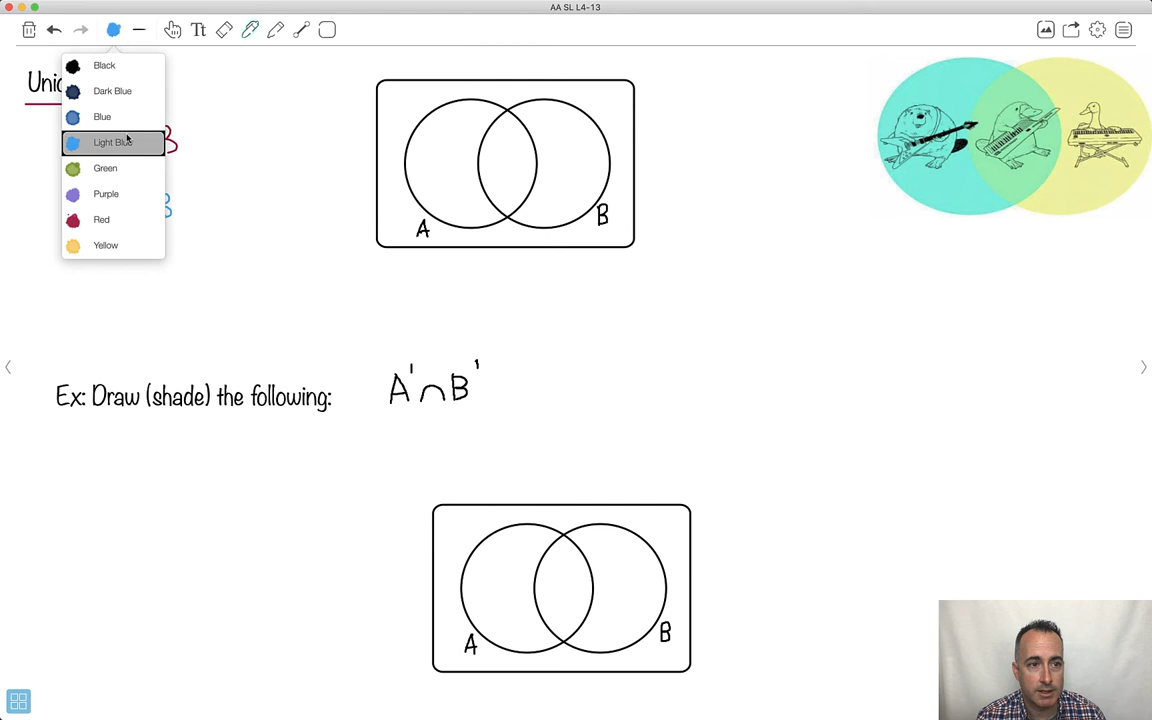 AA SL L4-13
Tt
Black
Dark Blue
Blue
Light Blue
Green
Purple
Red
Yellow
A B
Ex: Draw (shade) the following: A'∩B'
A B